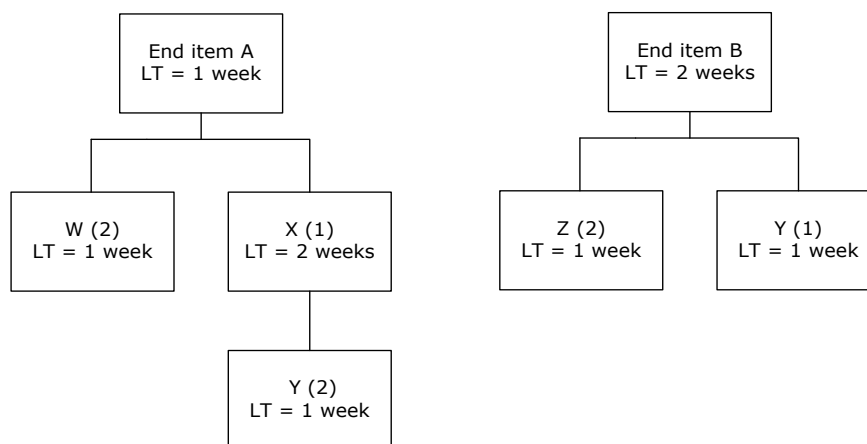 End item A
LT = 1 week
End item B
LT = 2 weeks
W (2)
LT = 1 week
X (1)
LT = 2 weeks
Z (2)
LT = 1 week
Y (1)
LT = 1 week
Y (2)
LT = 1 week